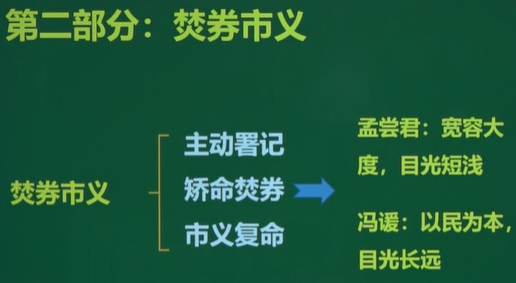 第二部分：焚券市义
焚券市义
主动署记
矫命焚券
市义复命
孟尝君：宽容大
度，目光短浅
冯谖：以民为本，
目光长远